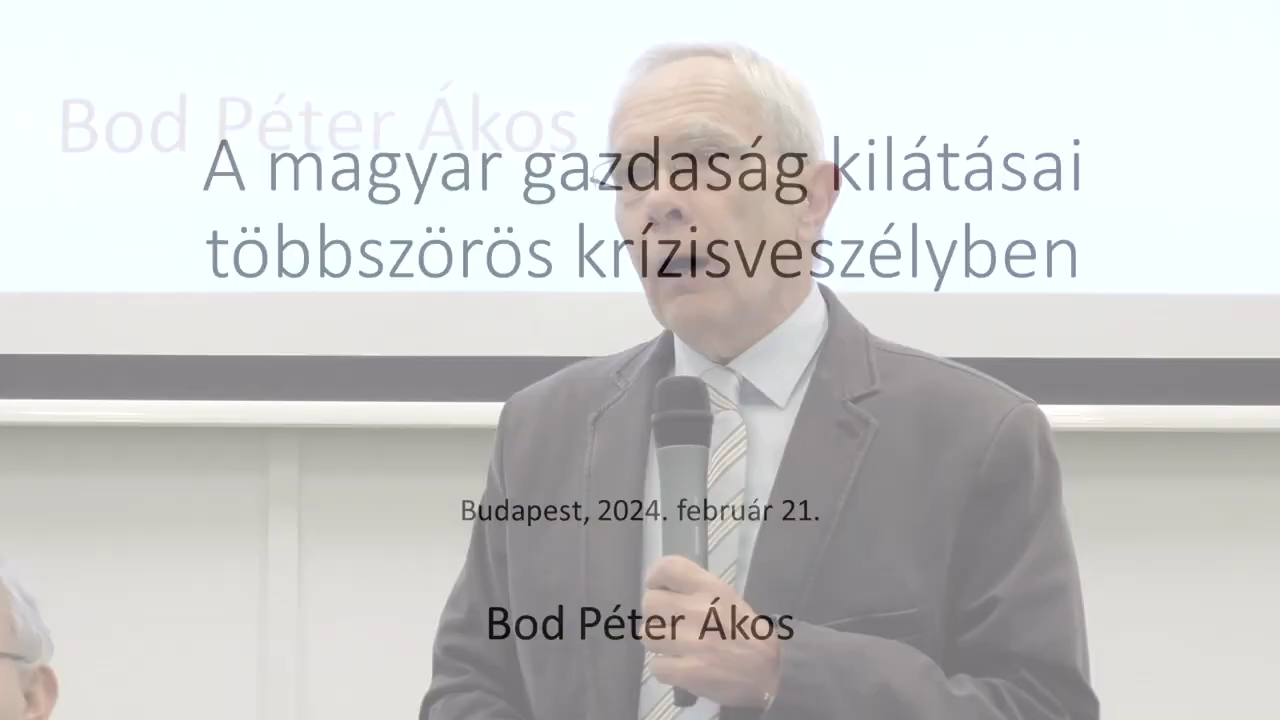 Bod Péter Ákos
A magyar gazdaság kilátásai
többszörös krízisveszélyben
Budapest, 2024. február 21.
Bod Péter Ákos